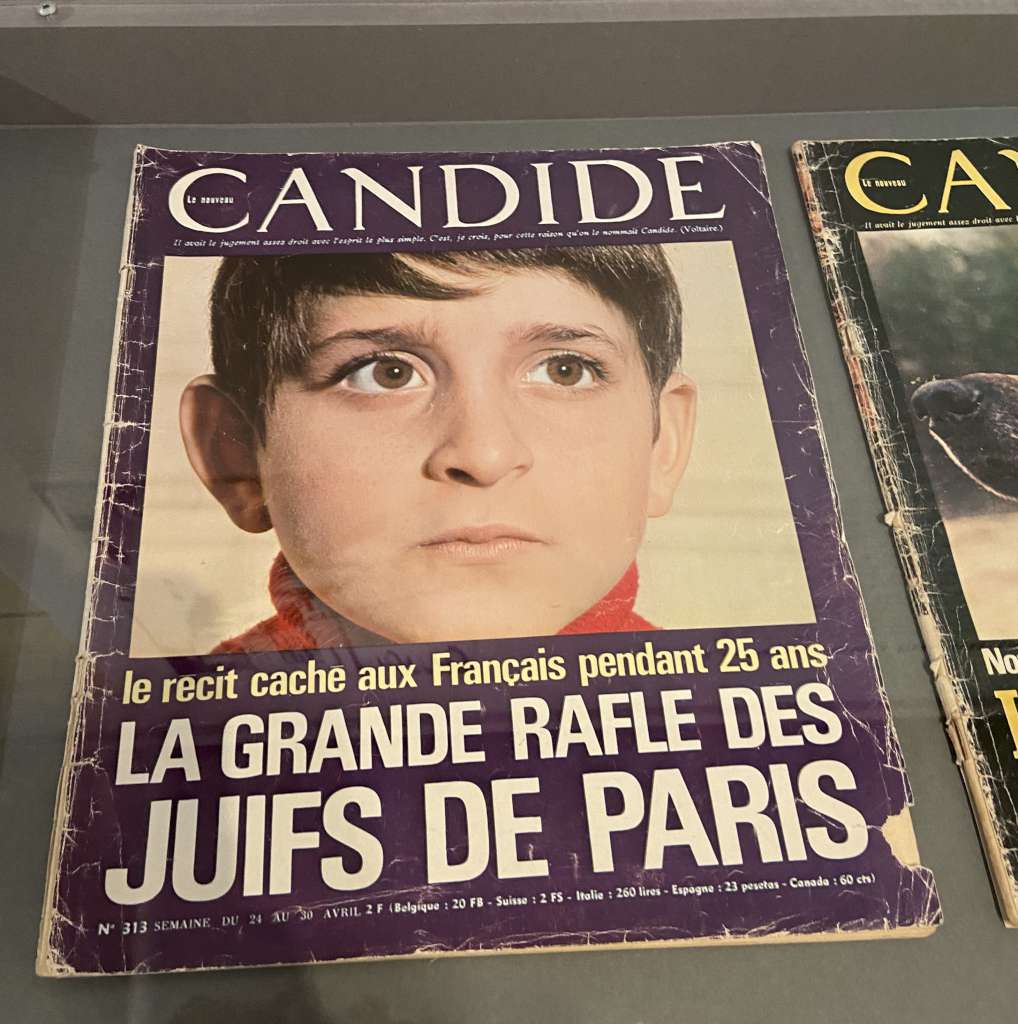 Le nouveau CANDIDE
Il avait le jugement assez droit avec l'esprit le plus simple. C'est, je crois, pour cette raison qu'on le nommait Candide. (Voltaire.)
le récit caché aux Français pendant 25 ans
LA GRANDE RAFLE DES
JUIFS DE PARIS
N° 313 SEMAINE DU 24 AU 30 AVRIL 2 F (Belgique : 20 FB - Suisse : 2 FS - Italie : 260 lires - Espagne : 23 pesetas - Canada : 60 cts)
Le nouveau CA
Il avait le jugement assez droit avec
No